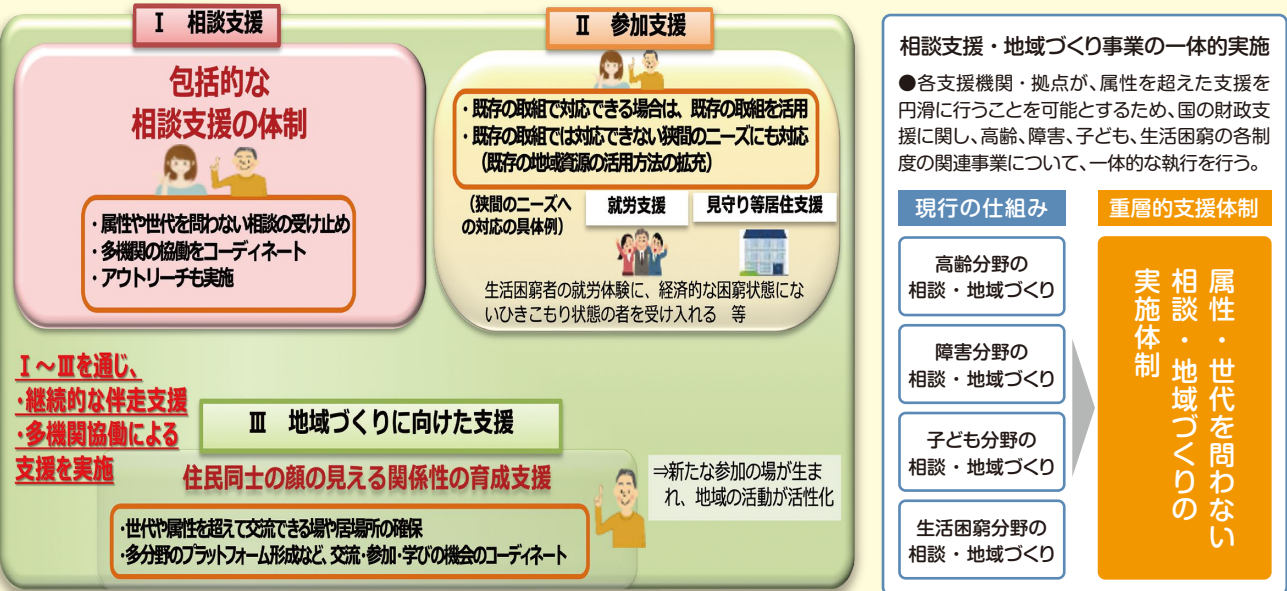 Ⅰ 相談支援
包括的な
相談支援の体制
・属性や世代を問わない相談の受け止め
・多機関の協働をコーディネート
・アウトリーチも実施
Ⅱ 参加支援
・既存の取組で対応できる場合は、既存の取組を活用
・既存の取組では対応できない狭間のニーズにも対応
（既存の地域資源の活用方法の拡充）
（狭間のニーズへ
の対応の具体例）
就労支援
見守り等居住支援
生活困窮者の就労体験に、経済的な困窮状態にな
いひきこもり状態の者を受け入れる 等
Ⅰ～Ⅲを通じ、
・継続的な伴走支援
・多機関協働による
支援を実施
Ⅲ 地域づくりに向けた支援
住民同士の顔の見える関係性の育成支援
・世代や属性を超えて交流できる場や居場所の確保
・多分野のプラットフォーム形成など、交流・参加・学びの機会のコーディネート
⇒新たな参加の場が生ま
れ、地域の活動が活性化
相談支援・地域づくり事業の一体的実施
●各支援機関・拠点が、属性を超えた支援を
円滑に行うことを可能とするため、国の財政支
援に関し、高齢、障害、子ども、生活困窮の各制
度の関連事業について、一体的な執行を行う。
現行の仕組み
高齢分野の
相談・地域づくり
障害分野の
相談・地域づくり
子ども分野の
相談・地域づくり
生活困窮分野の
相談・地域づくり
重層的支援体制
属性・世代を問わない
相談・地域づくりの
実施体制